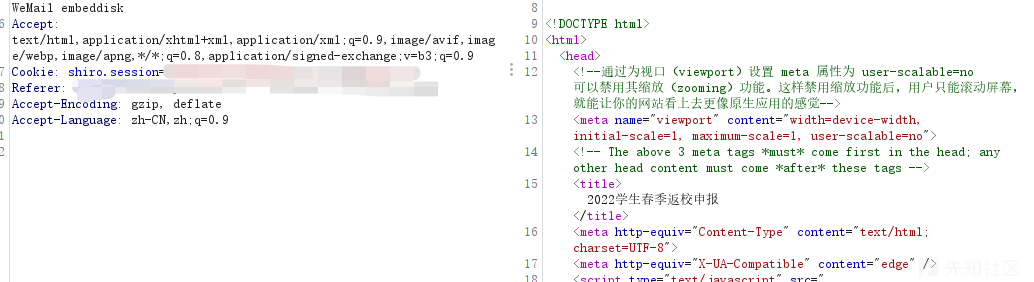 WeMail embeddisk
6 Accept:
text/html,application/xhtml+xml,application/xml;q=0.9,image/avif,imag
e/webp,image/apng,*/*;q=0.8,application/signed-exchange;v=b3;q=0.9
7 Cookie: shiro.session=
8 Referer:
9 Accept-Encoding: gzip, deflate
0 Accept-Language: zh-CN,zh;q=0.9
1
2
8
9 <!DOCTYPE html>
10 <html>
11 <head>
12 <!--通过为视口（viewport）设置 meta 属性为 user-scalable=no
可以禁用其缩放（zooming）功能。这样禁用缩放功能后，用户只能滚动屏幕，
就能让你的网站看上去更像原生应用的感觉-->
13 <meta name="viewport" content="width=device-width,
initial-scale=1, maximum-scale=1, user-scalable=no">
14 <!-- The above 3 meta tags *must* come first in the head; any
other head content must come *after* these tags -->
15 <title>
2022学生春季返校申报
</title>
16 <meta http-equiv="Content-Type" content="text/html;
charset=UTF-8">
17 <meta http-equiv="X-UA-Compatible" content="edge" />
18 <script type="text/javascript" src="
先知社区